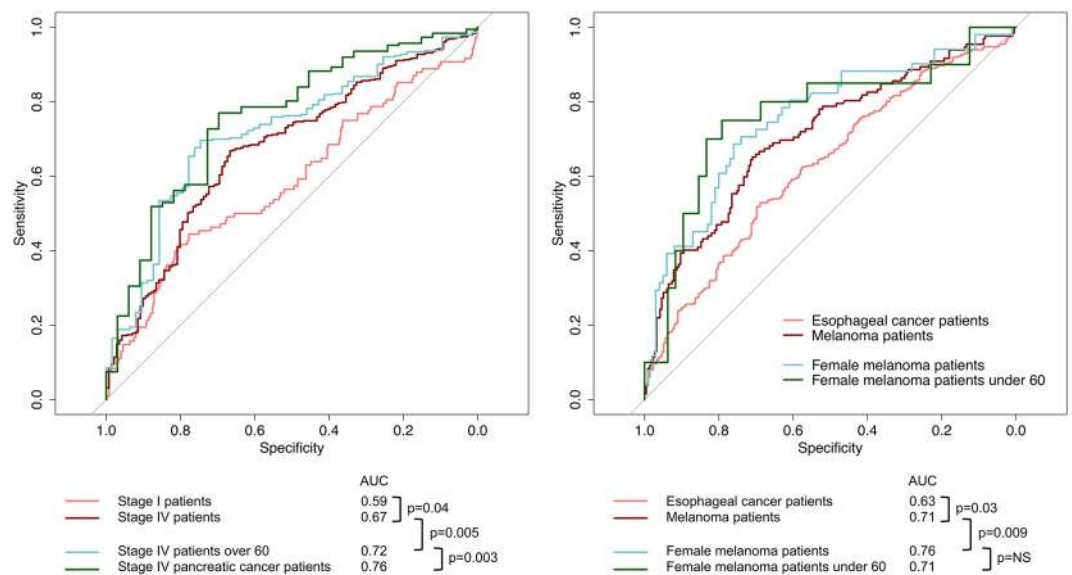 1.0
0.8
0.6
0.4
0.2
0.0
Sensitivity
1.0 0.8 0.6 0.4 0.2 0.0
Specificity
AUC
Stage I patients 0.59
Stage IV patients 0.67
p=0.04
p=0.005
Stage IV patients over 60 0.72
Stage IV pancreatic cancer patients 0.76
p=0.003
1.0
0.8
0.6
0.4
0.2
0.0
Sensitivity
Esophageal cancer patients
Melanoma patients
Female melanoma patients
Female melanoma patients under 60
1.0 0.8 0.6 0.4 0.2 0.0
Specificity
AUC
Esophageal cancer patients 0.63
Melanoma patients 0.71
p=0.03
p=0.009
Female melanoma patients 0.76
Female melanoma patients under 60 0.71
p=NS